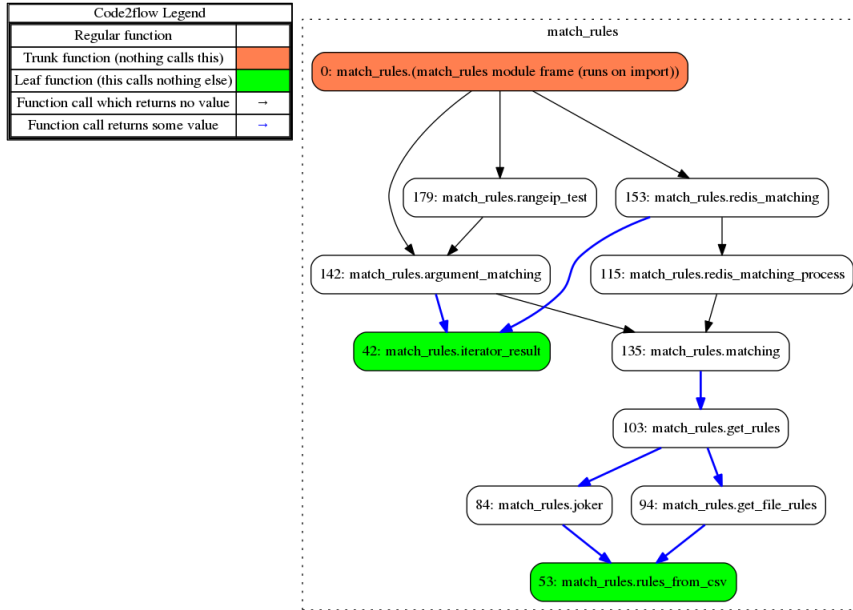 Code2flow Legend
Regular function
Trunk function (nothing calls this)
Leaf function (this calls nothing else)
Function call which returns no value →
Function call returns some value →
match_rules
0: match_rules.(match_rules module frame (runs on import))
179: match_rules.rangeip_test
153: match_rules.redis_matching
142: match_rules.argument_matching
115: match_rules.redis_matching_process
42: match_rules.iterator_result
135: match_rules.matching
103: match_rules.get_rules
84: match_rules.joker
94: match_rules.get_file_rules
53: match_rules.rules_from_csv